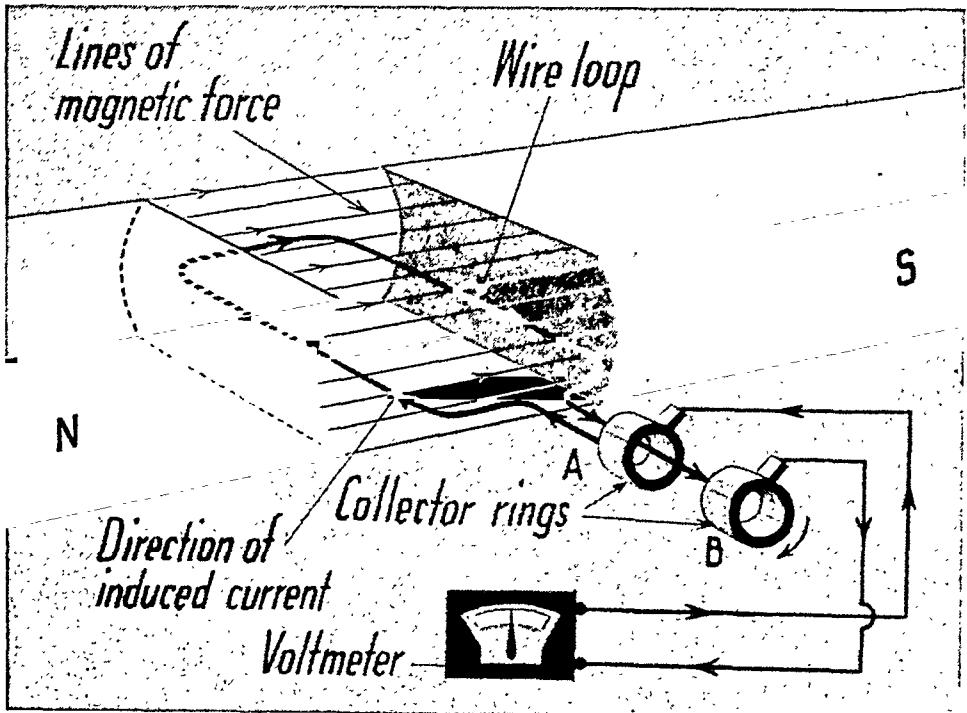 Lines of
magnetic force
Wire loop
S
N
A
Collector rings
B
Direction of
induced current
Voltmeter